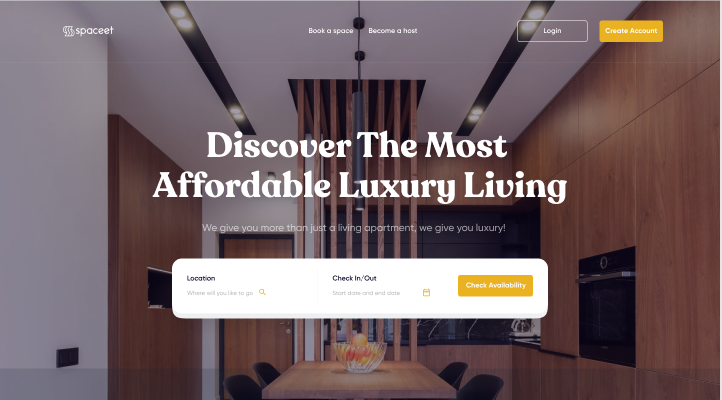 spaceet
Book a space
Become a host
Login
Create Account
Discover The Most
Affordable Luxury Living
We give you more than just a living apartment, we give you luxury!
Location
Where will you like to go
Check In/Out
Start date and end date
Check Availability